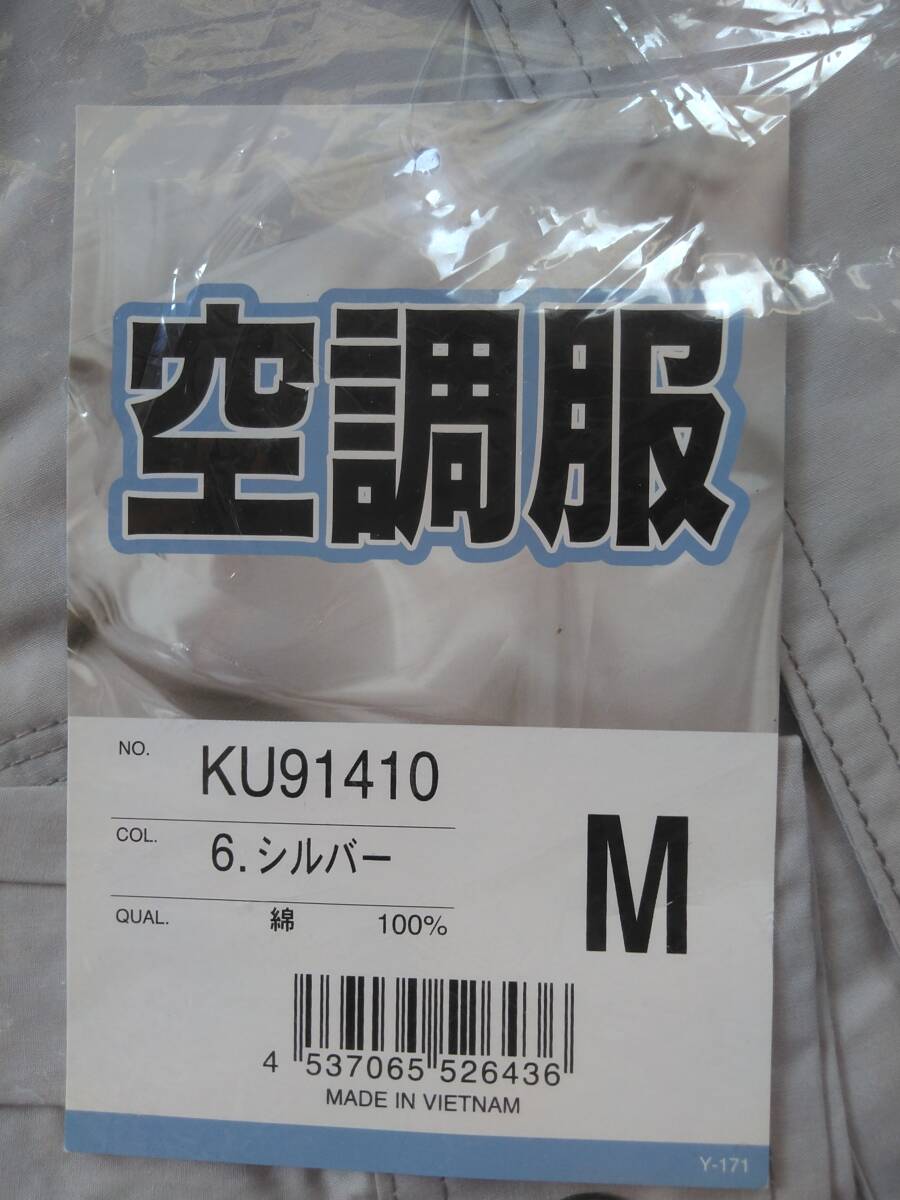 空調服
NO. KU91410
COL. 6.シルバー
QUAL. 綿 100%
M
4 537065 526436
MADE IN VIETNAM
Y-171